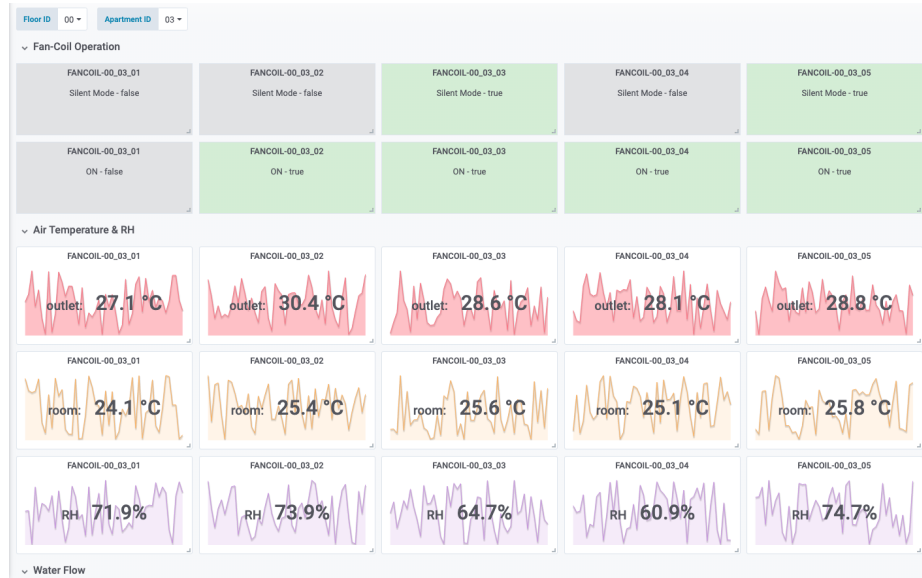 Floor ID 00 Apartment ID 03
Fan-Coil Operation
FANCOIL-00_03_01 FANCOIL-00_03_02 FANCOIL-00_03_03 FANCOIL-00_03_04 FANCOIL-00_03_05
Silent Mode - false Silent Mode - false Silent Mode - true Silent Mode - false Silent Mode - true
FANCOIL-00_03_01 FANCOIL-00_03_02 FANCOIL-00_03_03 FANCOIL-00_03_04 FANCOIL-00_03_05
ON - false ON - true ON - true ON - true ON - true
Air Temperature & RH
FANCOIL-00_03_01 FANCOIL-00_03_02 FANCOIL-00_03_03 FANCOIL-00_03_04 FANCOIL-00_03_05
outlet: 27.1 °C outlet: 30.4 °C outlet: 28.6 °C outlet: 28.1 °C outlet: 28.8 °C
FANCOIL-00_03_01 FANCOIL-00_03_02 FANCOIL-00_03_03 FANCOIL-00_03_04 FANCOIL-00_03_05
room: 24.1 °C room: 25.4 °C room: 25.6 °C room: 25.1 °C room: 25.8 °C
FANCOIL-00_03_01 FANCOIL-00_03_02 FANCOIL-00_03_03 FANCOIL-00_03_04 FANCOIL-00_03_05
RH 71.9% RH 73.9% RH 64.7% RH 60.9% RH 74.7%
Water Flow